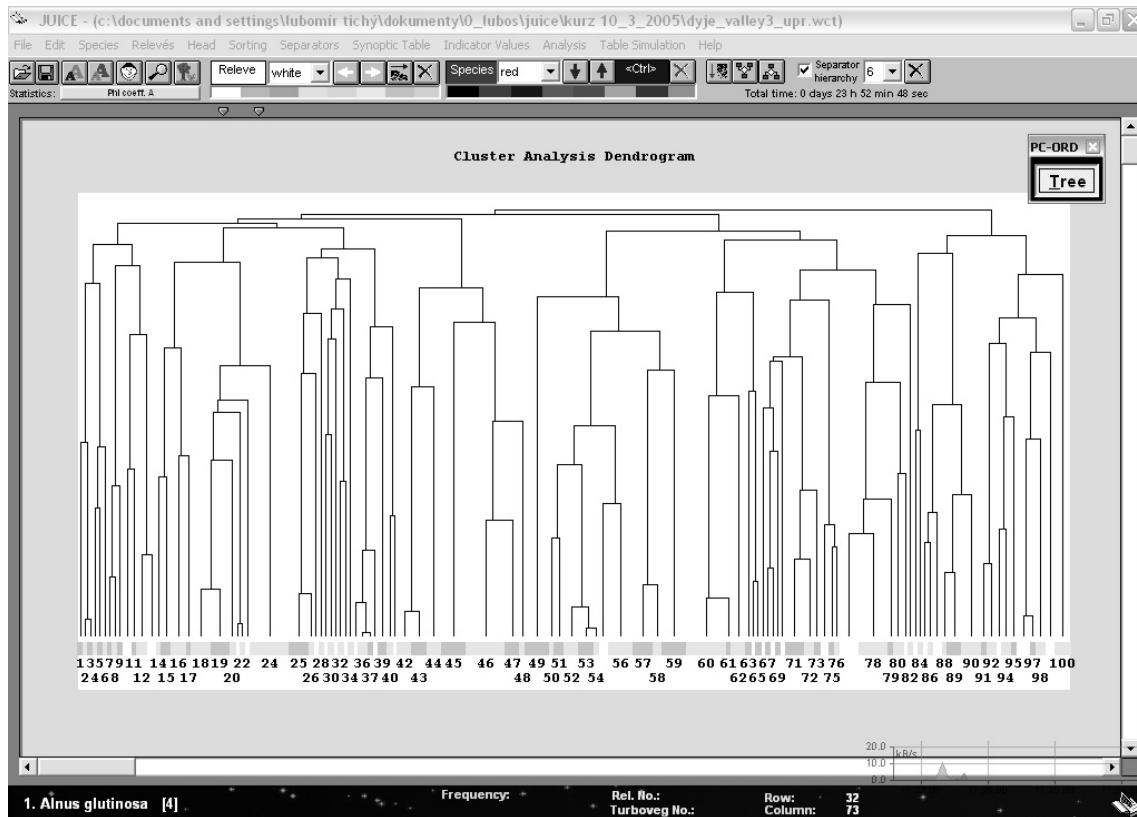 JUICE - (c:\documents and settings\lubomír tichý\dokumenty\0_lubos\juice\kurz 10_3_2005\dyje_valley3_upr.wct)
File Edit Species Relevés Head Sorting Separators Synoptic Table Indicator Values Analysis Table Simulation Help
Releve white Species red <Ctrl> Separator hierarchy 6
Statistics: Phi coeff. A Total time: 0 days 23 h 52 min 48 sec
PC-ORD
Tree
Cluster Analysis Dendrogram
1 3 5 7 9 11 14 16 18 19 22 24 25 28 32 36 39 42 44 45 46 47 49 51 53 56 57 59 60 61 63 67 71 73 76 78 80 84 88 90 92 95 97 100
2 4 6 8 12 15 17 20 26 30 34 37 40 43 48 50 52 54 58 62 65 69 72 75 79 82 86 89 91 94 98
20.0 kB/s
10.0
0.0
1. Alnus glutinosa [4] Frequency: Rel. No.: Row: 32
Turboveg No.: Column: 73